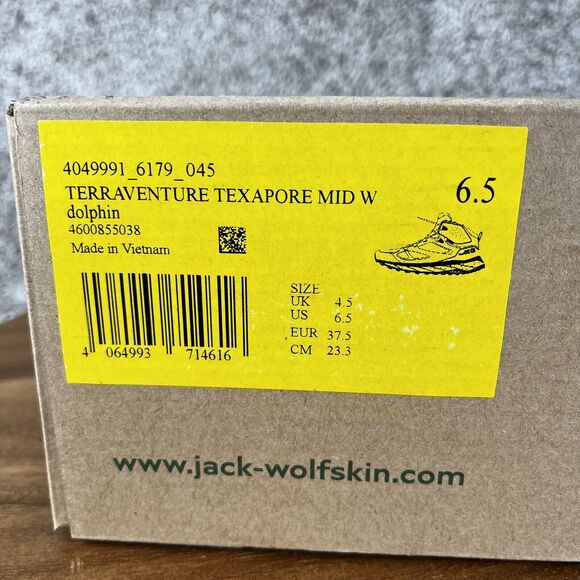 4049991_6179_045
TERRAVENTURE TEXAPORE MID W
6.5
dolphin
4600855038
Made in Vietnam
SIZE
UK 4.5
US 6.5
EUR 37.5
CM 23.3
4 064993 714616
www.jack-wolfskin.com